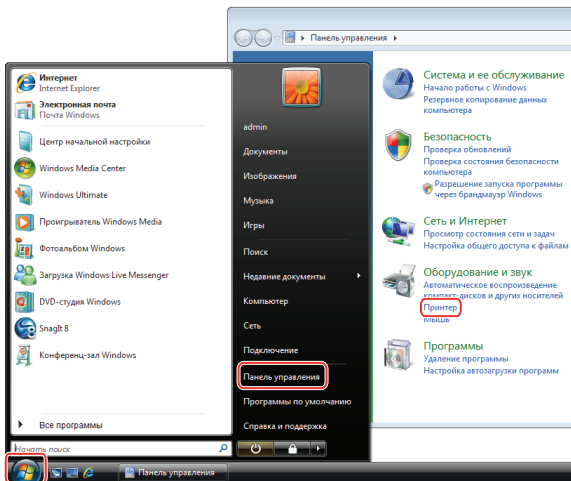 Панель управления
Интернет
Internet Explorer
Электронная почта
Почта Windows
Центр начальной настройки
Windows Media Center
Windows Ultimate
Проигрыватель Windows Media
Фотоальбом Windows
Загрузка Windows Live Messenger
DVD-студия Windows
SnagIt 8
Конференц-зал Windows
Все программы
Начать поиск
admin
Документы
Изображения
Музыка
Игры
Поиск
Недавние документы
Компьютер
Сеть
Подключение
Панель управления
Программы по умолчанию
Справка и поддержка
Система и ее обслуживание
Начало работы с Windows
Резервное копирование данных
компьютера
Безопасность
Проверка обновлений
Проверка состояния безопасности
компьютера
Разрешение запуска программы
через брандмауэр Windows
Сеть и Интернет
Просмотр состояния сети и задач
Настройка общего доступа к файлам
Оборудование и звук
Автоматическое воспроизведение
компакт-дисков и других носителей
Принтер
Мышь
Программы
Удаление программы
Настройка автозагрузки программ
Панель управления